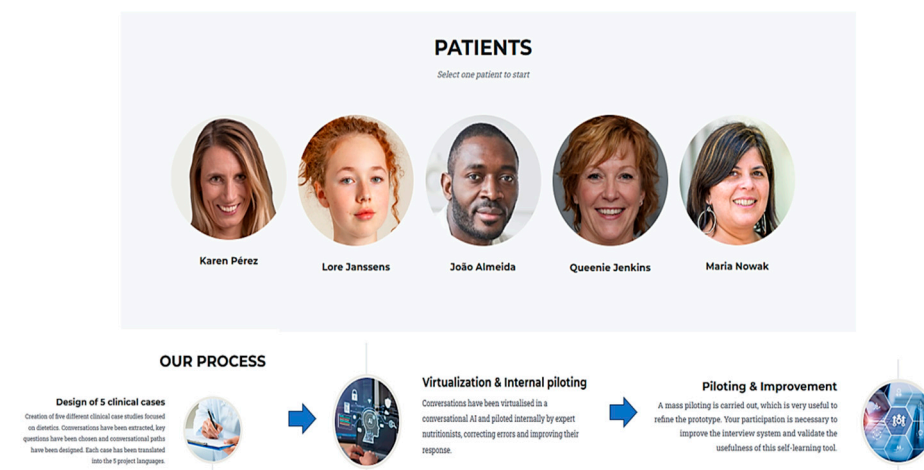 PATIENTS
Select one patient to start
Karen Pérez
Lore Janssens
João Almeida
Queenie Jenkins
Maria Nowak
OUR PROCESS
Design of 5 clinical cases
Creation of five different clinical case studies focused
on dietetics. Conversations have been extracted, key
questions have been chosen and conversational paths
have been designed. Each case has been translated
into the 5 project languages.
Virtualization & Internal piloting
Conversations have been virtualised in a
conversational AI and piloted internally by expert
nutritionists, correcting errors and improving their
response.
Piloting & Improvement
A mass piloting is carried out, which is very useful to
refine the prototype. Your participation is necessary to
improve the interview system and validate the
usefulness of this self-learning tool.